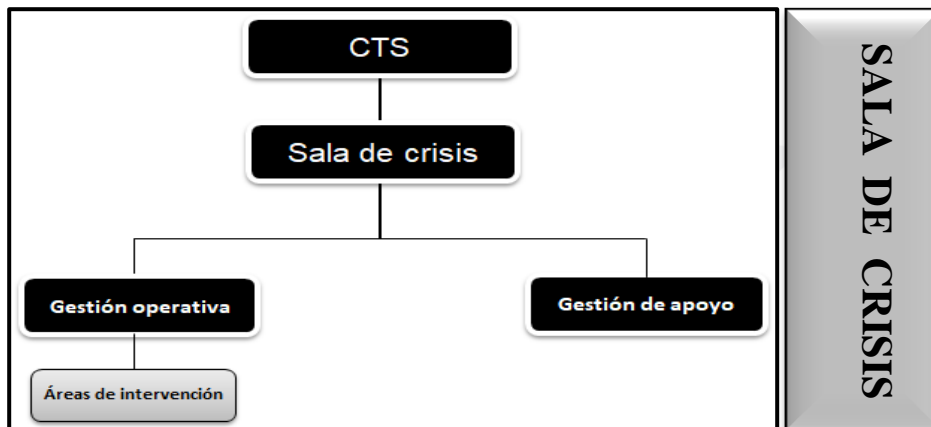 CTS
Sala de crisis
Gestión operativa
Gestión de apoyo
Áreas de intervención
SALA DE CRISIS